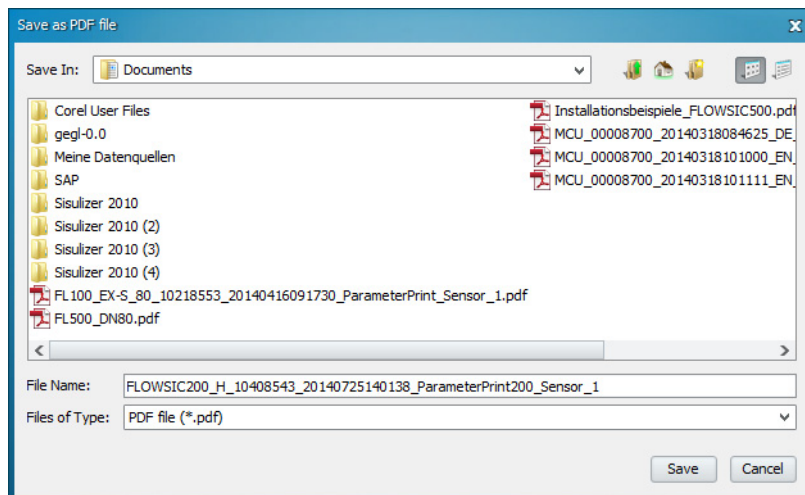 Save as PDF file
Save In: Documents
Corel User Files
gegl-0.0
Meine Datenquellen
SAP
Sisulizer 2010
Sisulizer 2010 (2)
Sisulizer 2010 (3)
Sisulizer 2010 (4)
FL100_EX-S_80_10218553_20140416091730_ParameterPrint_Sensor_1.pdf
FL500_DN80.pdf
Installationsbeispiele_FLOWSIC500.pdf
MCU_00008700_20140318084625_DE_
MCU_00008700_20140318101000_EN_
MCU_00008700_20140318101111_EN_
File Name: FLOWSIC200_H_10408543_20140725140138_ParameterPrint200_Sensor_1
Files of Type: PDF file (*.pdf)
Save Cancel